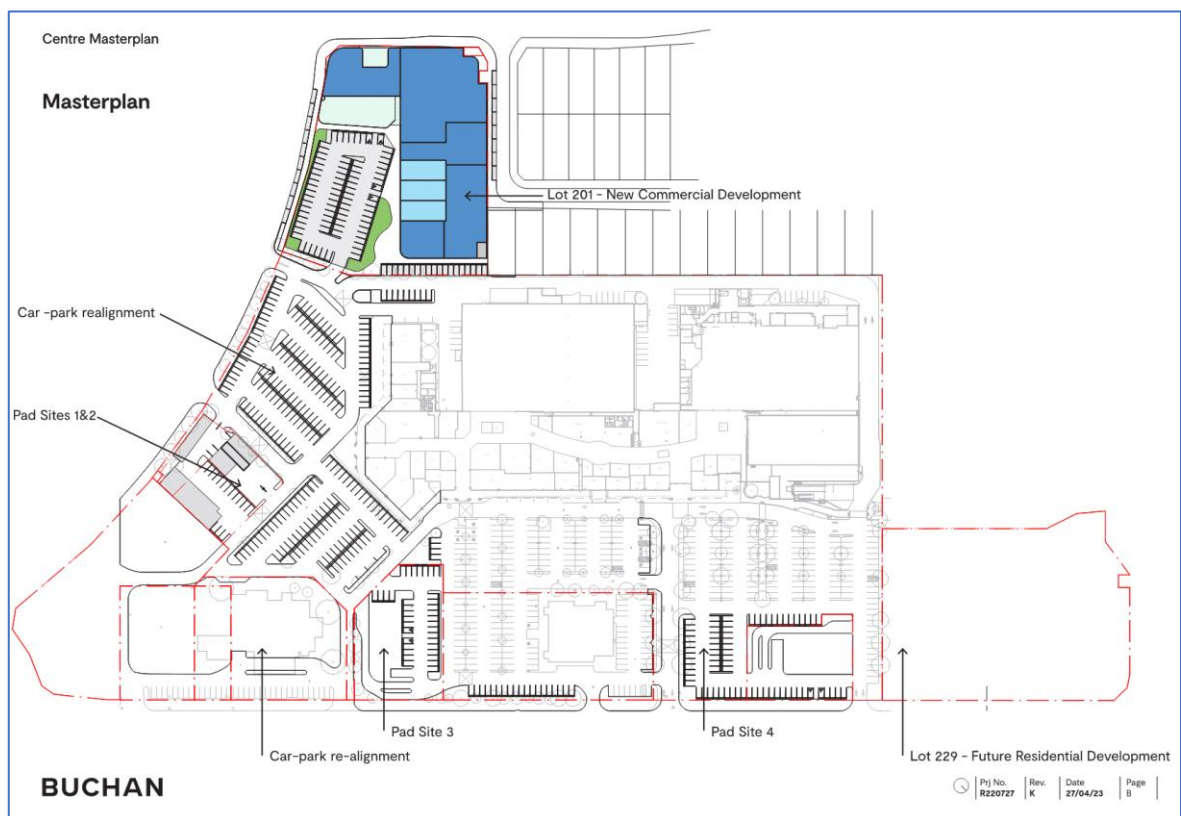 Centre Masterplan
Masterplan
Lot 201 - New Commercial Development
Car -park realignment
Pad Sites 1&2
Pad Site 3
Pad Site 4
Car-park re-alignment
Lot 229 - Future Residential Development
BUCHAN
Prj No. Rev. Date Page
R220727 K 27/04/23 B